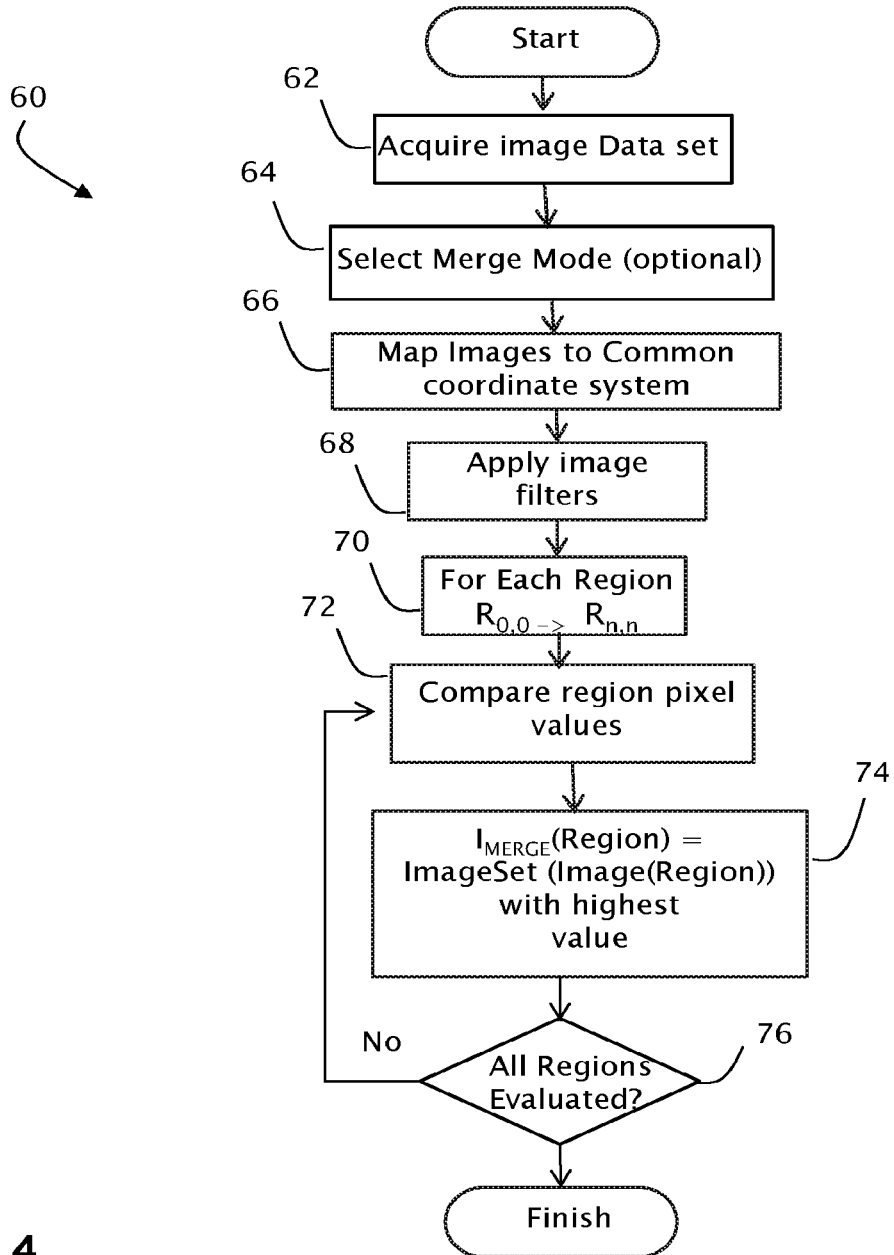 Start
60
62
Acquire image Data set
64
Select Merge Mode (optional)
66
Map Images to Common
coordinate system
68
Apply image
filters
70
For Each Region
R0,0 -> Rn,n
72
Compare region pixel
values
74
IMERGE(Region) =
ImageSet (Image(Region))
with highest
value
No
76
All Regions
Evaluated?
Finish
4